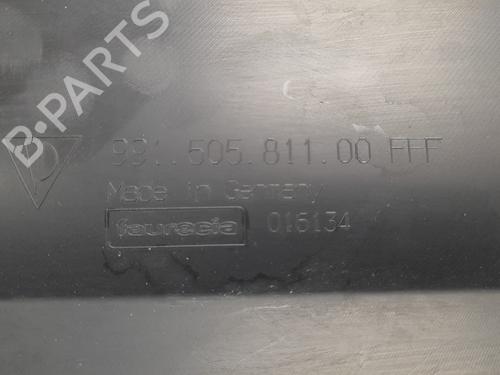 B-PARTS
991.505.811.00 FFF
Made in Germany
faurecia 016134